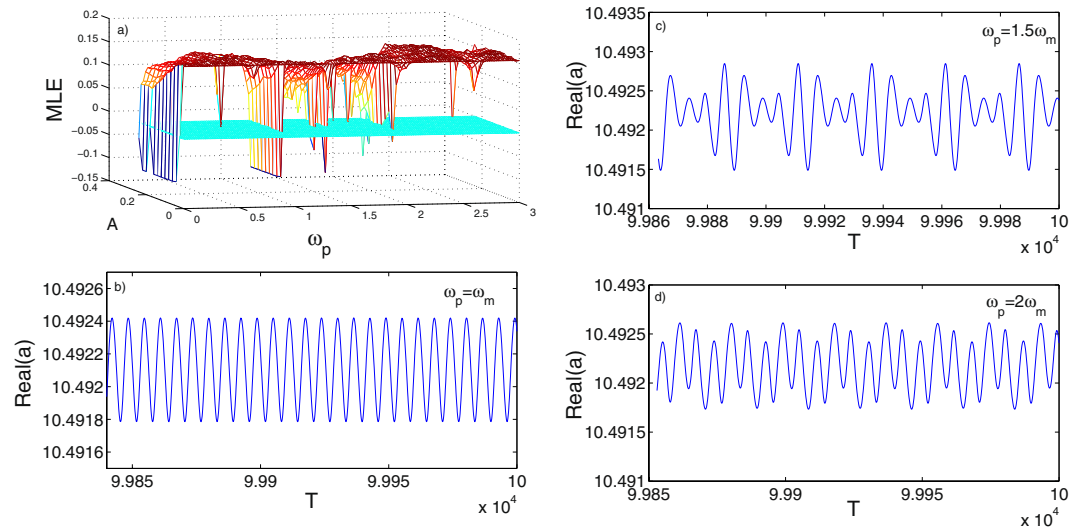 a)
MLE
0.2
0.15
0.1
0.05
0
−0.05
−0.1
−0.15
0.4
0.2
0
A
0
0.5
1
1.5
2
2.5
3
ω_p
b)
ω_p=ω_m
Real(a)
10.4926
10.4924
10.4922
10.492
10.4918
10.4916
9.985
9.99
9.995
10
T
x 10^4
c)
ω_p=1.5ω_m
Real(a)
10.4935
10.493
10.4925
10.492
10.4915
10.491
9.986
9.988
9.99
9.992
9.994
9.996
9.998
10
T
x 10^4
d)
ω_p=2ω_m
Real(a)
10.493
10.4925
10.492
10.4915
10.491
9.985
9.99
9.995
10
T
x 10^4